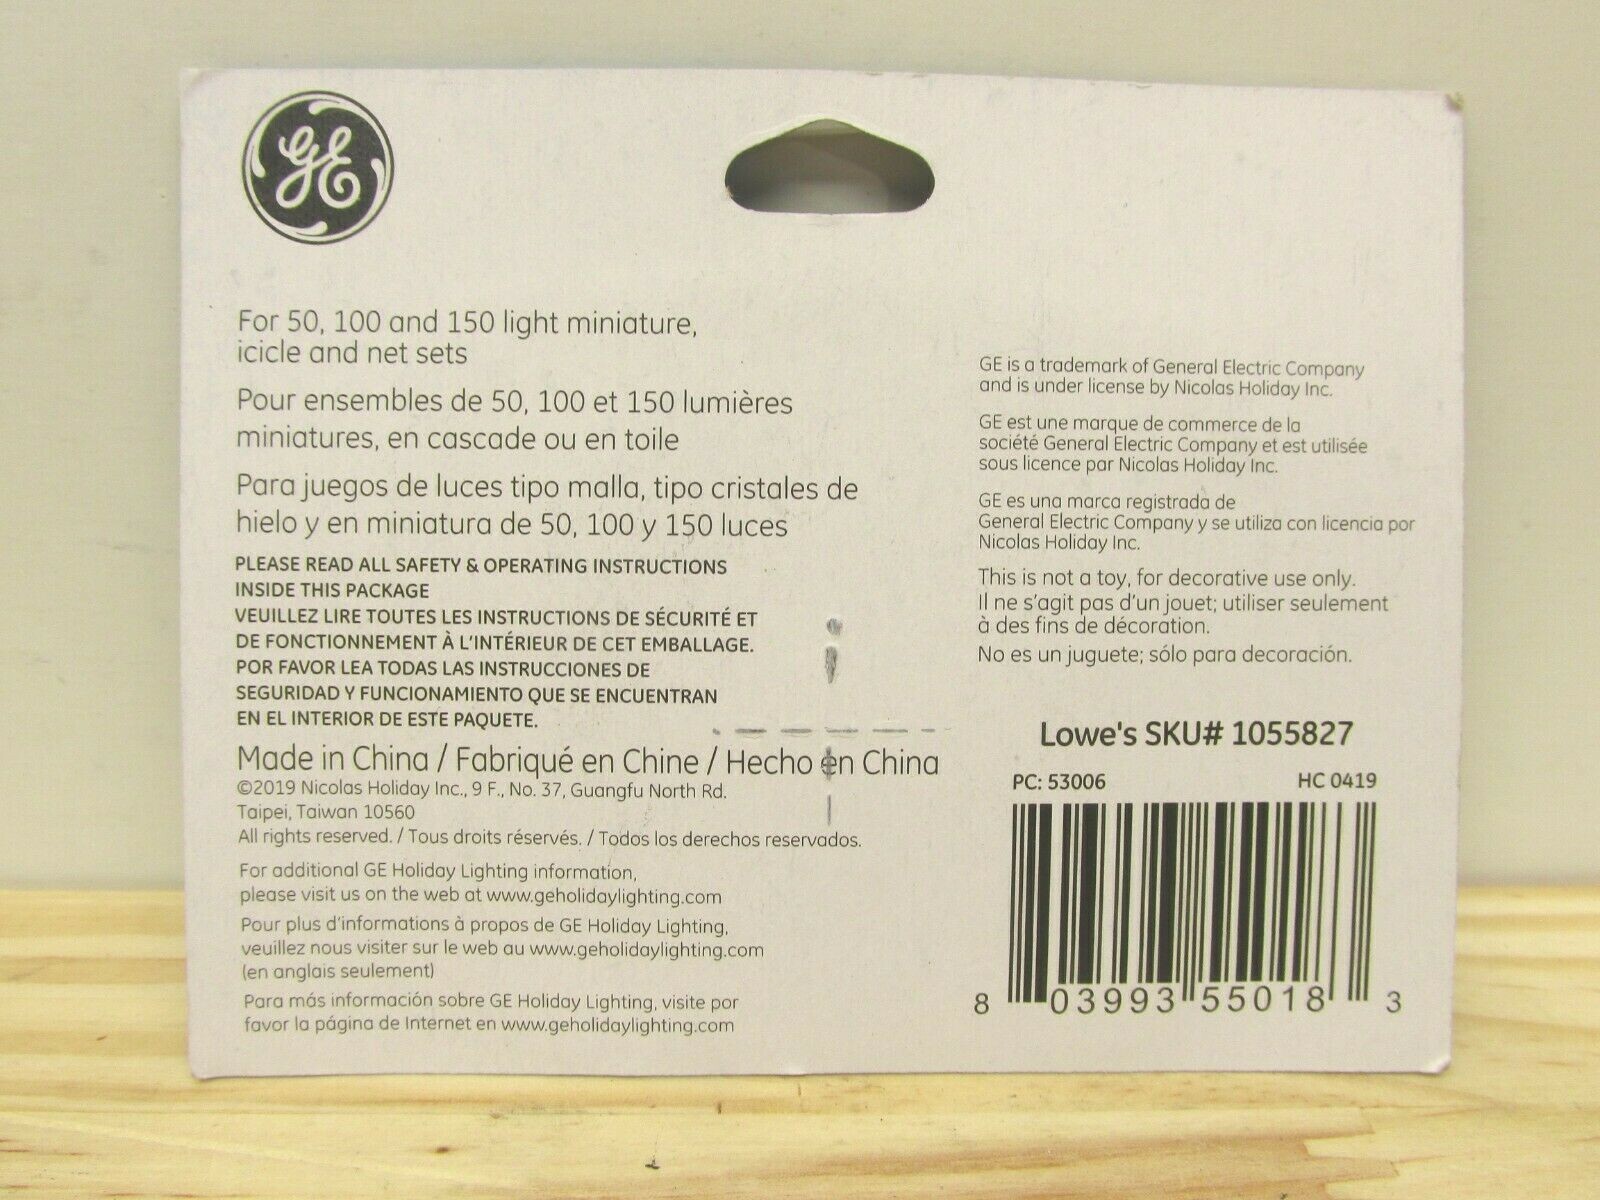 GE
For 50, 100 and 150 light miniature,
icicle and net sets
Pour ensembles de 50, 100 et 150 lumières
miniatures, en cascade ou en toile
Para juegos de luces tipo malla, tipo cristales de
hielo y en miniatura de 50, 100 y 150 luces
PLEASE READ ALL SAFETY & OPERATING INSTRUCTIONS
INSIDE THIS PACKAGE
VEUILLEZ LIRE TOUTES LES INSTRUCTIONS DE SÉCURITÉ ET
DE FONCTIONNEMENT À L'INTÉRIEUR DE CET EMBALLAGE.
POR FAVOR LEA TODAS LAS INSTRUCCIONES DE
SEGURIDAD Y FUNCIONAMIENTO QUE SE ENCUENTRAN
EN EL INTERIOR DE ESTE PAQUETE.
Made in China / Fabriqué en Chine / Hecho en China
©2019 Nicolas Holiday Inc., 9 F., No. 37, Guangfu North Rd.
Taipei, Taiwan 10560
All rights reserved. / Tous droits réservés. / Todos los derechos reservados.
For additional GE Holiday Lighting information,
please visit us on the web at www.geholidaylighting.com
Pour plus d'informations à propos de GE Holiday Lighting,
veuillez nous visiter sur le web au www.geholidaylighting.com
(en anglais seulement)
Para más información sobre GE Holiday Lighting, visite por
favor la página de Internet en www.geholidaylighting.com
GE is a trademark of General Electric Company
and is under license by Nicolas Holiday Inc.
GE est une marque de commerce de la
société General Electric Company et est utilisée
sous licence par Nicolas Holiday Inc.
GE es una marca registrada de
General Electric Company y se utiliza con licencia por
Nicolas Holiday Inc.
This is not a toy, for decorative use only.
Il ne s'agit pas d'un jouet; utiliser seulement
à des fins de décoration.
No es un juguete; sólo para decoración.
Lowe's SKU# 1055827
PC: 53006 HC 0419
8 03993 55018 3